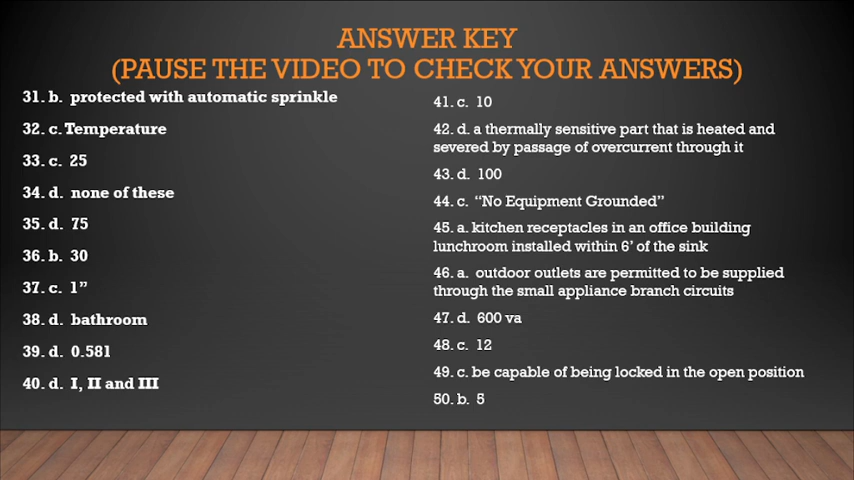 ANSWER KEY
(PAUSE THE VIDEO TO CHECK YOUR ANSWERS)
31. b. protected with automatic sprinkle
32. c. Temperature
33. c. 25
34. d. none of these
35. d. 75
36. b. 30
37. c. 1”
38. d. bathroom
39. d. 0.581
40. d. I, II and III
41. c. 10
42. d. a thermally sensitive part that is heated and
severed by passage of overcurrent through it
43. d. 100
44. c. “No Equipment Grounded”
45. a. kitchen receptacles in an office building
lunchroom installed within 6’ of the sink
46. a. outdoor outlets are permitted to be supplied
through the small appliance branch circuits
47. d. 600 va
48. c. 12
49. c. be capable of being locked in the open position
50. b. 5